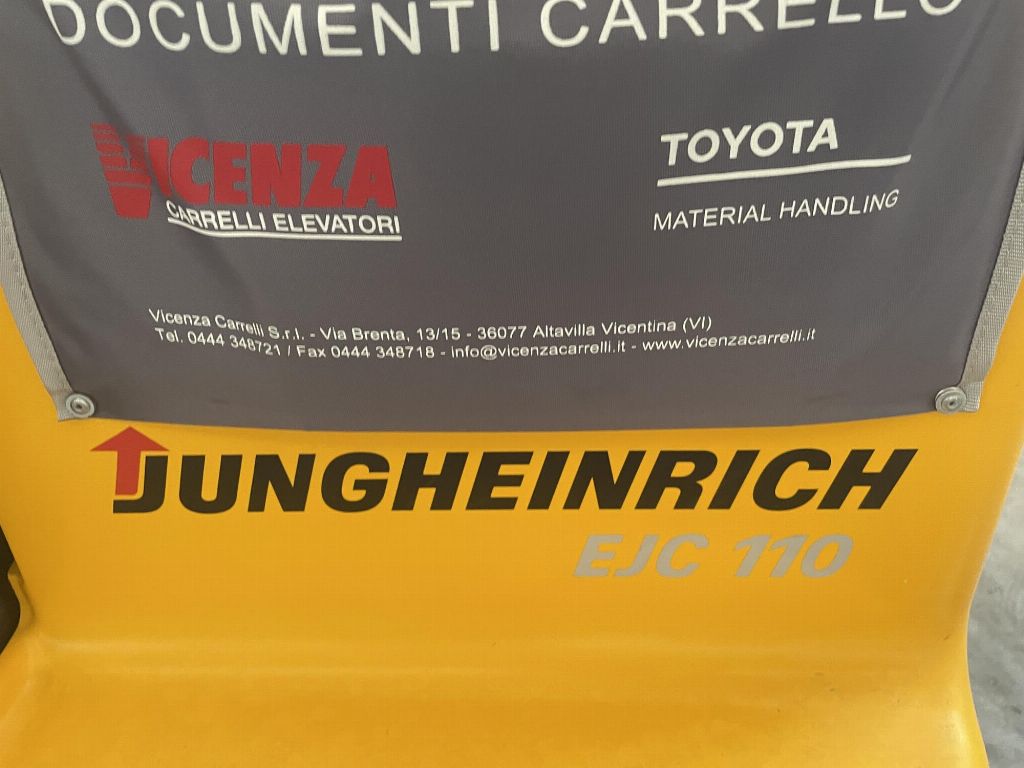 DOCUMENTI CARRELLO
VICENZA
CARRELLI ELEVATORI
TOYOTA
MATERIAL HANDLING
Vicenza Carrelli S.r.l. - Via Brenta, 13/15 - 36077 Altavilla Vicentina (VI)
Tel. 0444 348721 / Fax 0444 348718 - info@vicenzacarrelli.it - www.vicenzacarrelli.it
JUNGHEINRICH
EJC 110